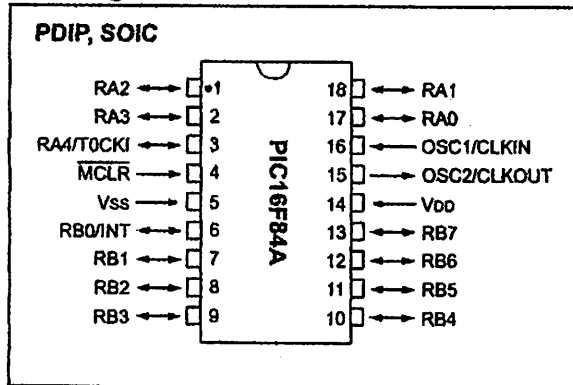 PDIP, SOIC
RA2 1 18 RA1
RA3 2 17 RA0
RA4/T0CKI 3 16 OSC1/CLKIN
MCLR 4 15 OSC2/CLKOUT
VSS 5 14 VDD
RB0/INT 6 13 RB7
RB1 7 12 RB6
RB2 8 11 RB5
RB3 9 10 RB4
PIC16F84A